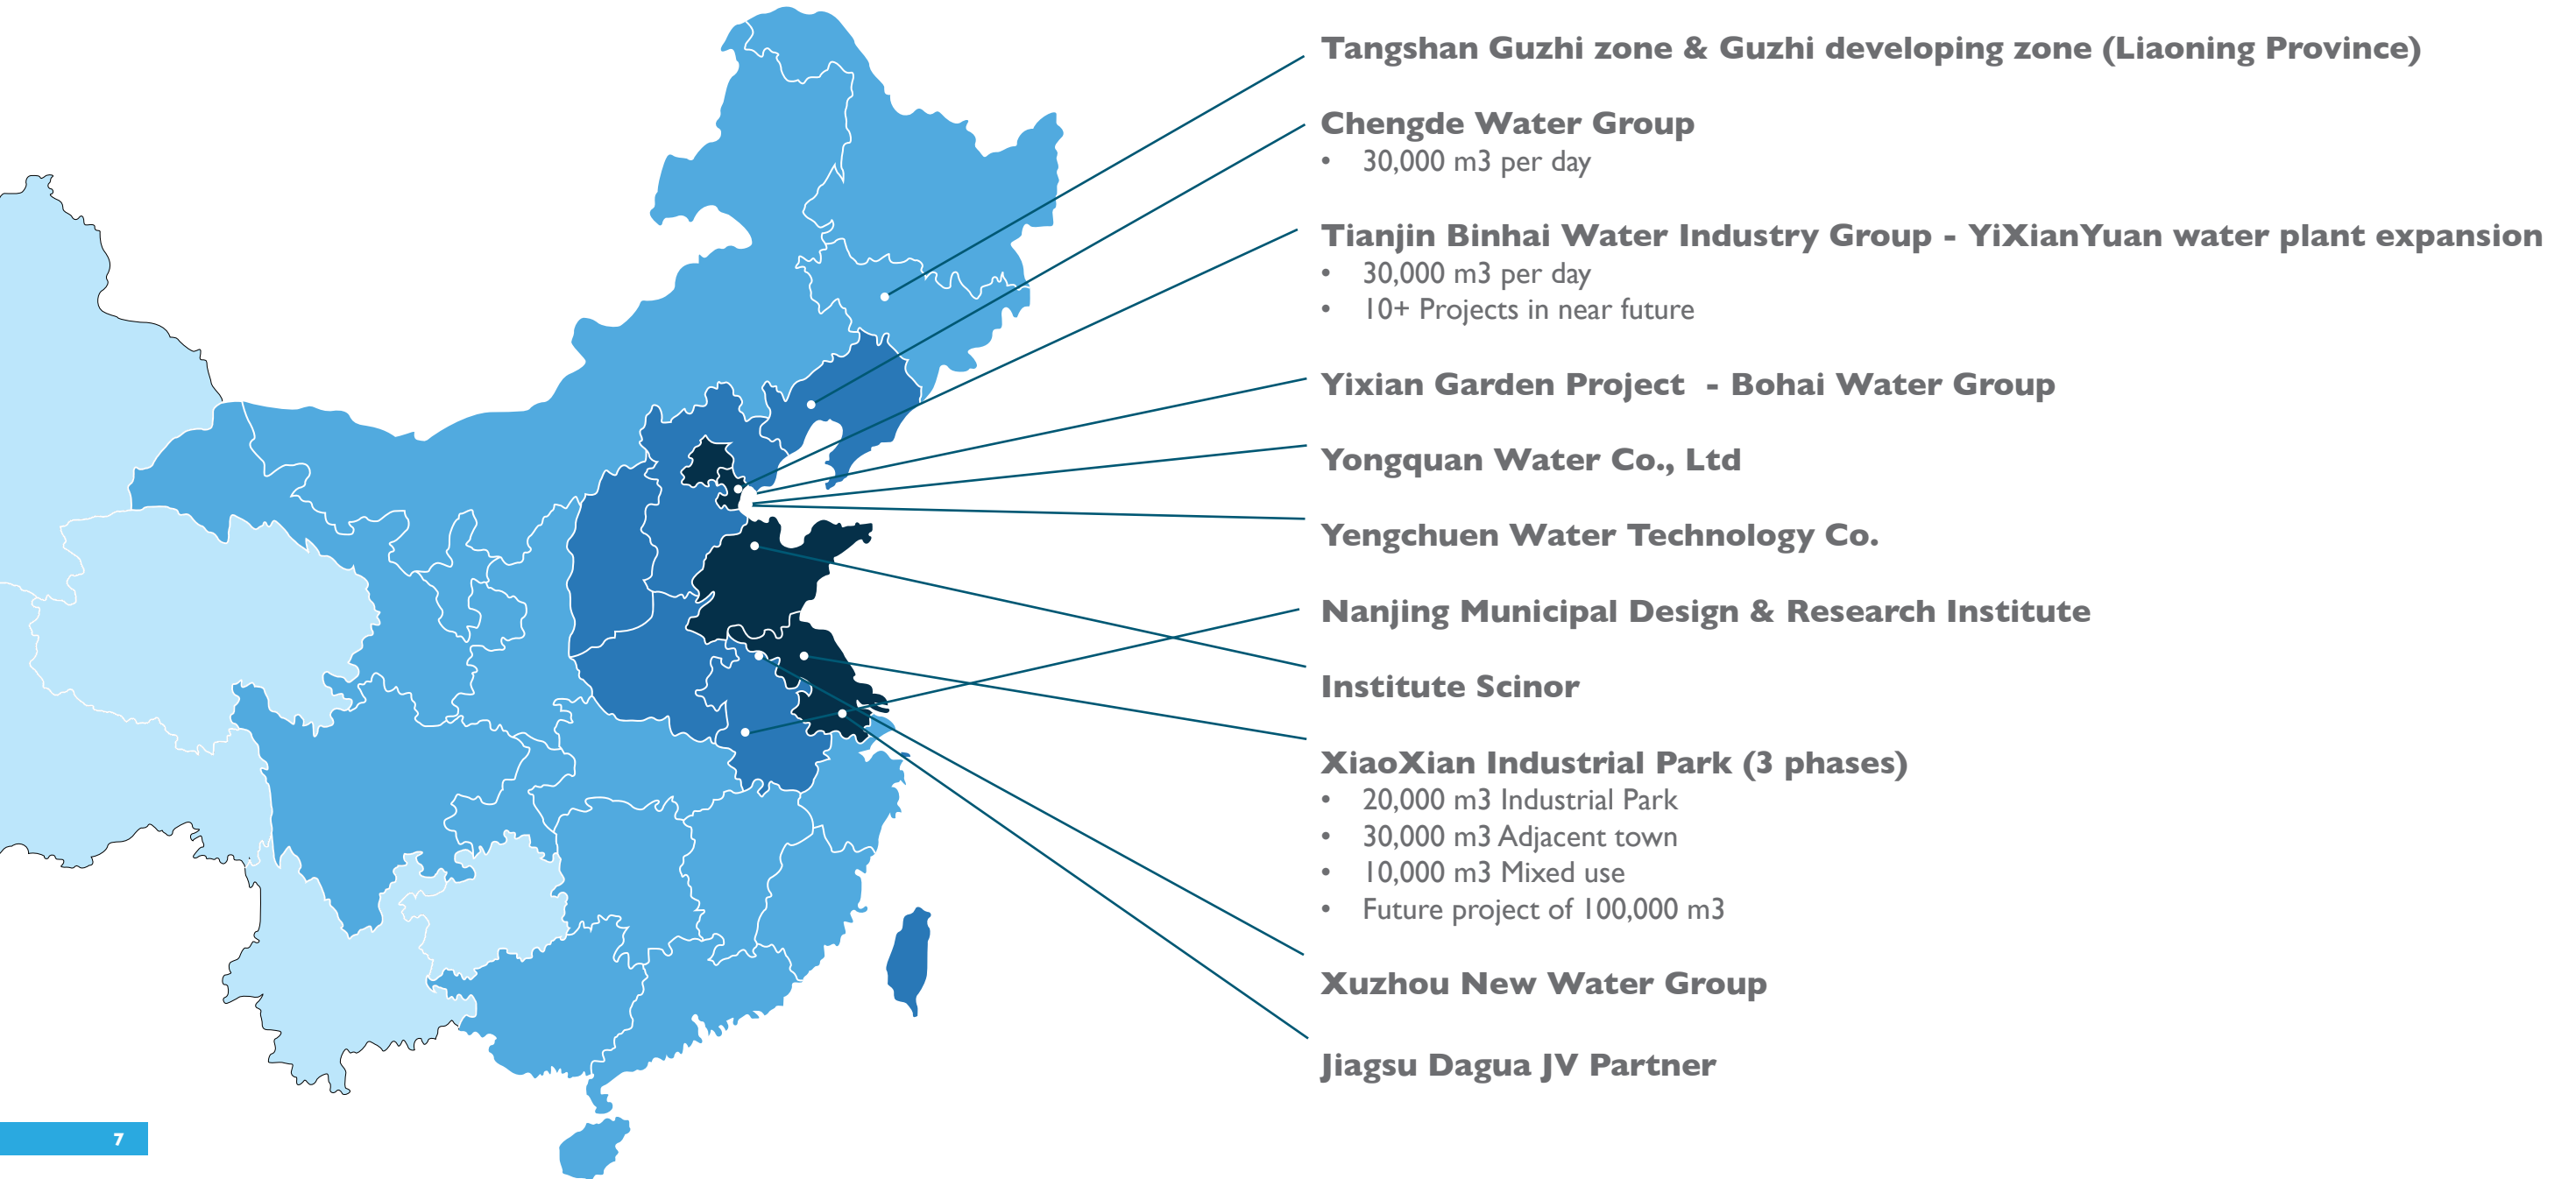 Tangshan Guzhi zone & Guzhi developing zone (Liaoning Province)
Chengde Water Group
• 30,000 m3 per day
Tianjin Binhai Water Industry Group - YiXianYuan water plant expansion
• 30,000 m3 per day
• 10+ Projects in near future
Yixian Garden Project - Bohai Water Group
Yongquan Water Co., Ltd
Yengchuen Water Technology Co.
Nanjing Municipal Design & Research Institute
Institute Scinor
XiaoXian Industrial Park (3 phases)
• 20,000 m3 Industrial Park
• 30,000 m3 Adjacent town
• 10,000 m3 Mixed use
• Future project of 100,000 m3
Xuzhou New Water Group
Jiagsu Dagua JV Partner
7